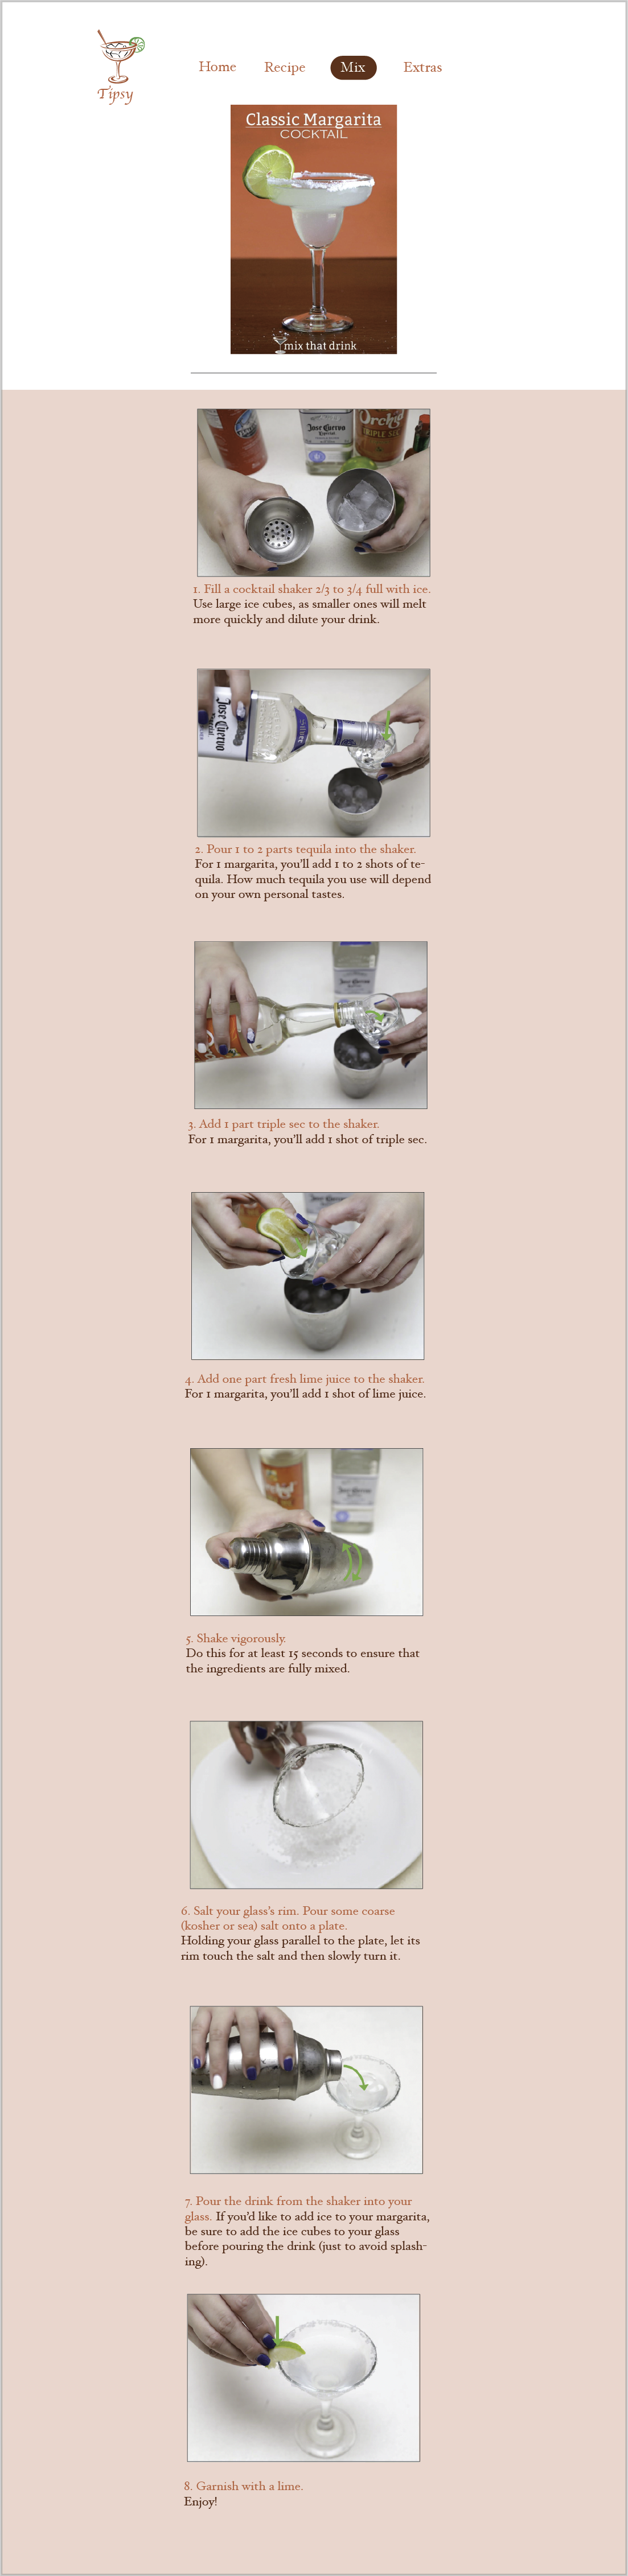 Tipsy
Home Recipe Mix Extras
Classic Margarita
COCKTAIL
mix that drink
Jose Cuervo
Orchid
TRIPLE SEC
1. Fill a cocktail shaker 2/3 to 3/4 full with ice.
Use large ice cubes, as smaller ones will melt
more quickly and dilute your drink.
Jose Cuervo
Especial
Silver
2. Pour 1 to 2 parts tequila into the shaker.
For 1 margarita, you'll add 1 to 2 shots of te-
quila. How much tequila you use will depend
on your own personal tastes.
Jose Cuervo
3. Add 1 part triple sec to the shaker.
For 1 margarita, you'll add 1 shot of triple sec.
4. Add one part fresh lime juice to the shaker.
For 1 margarita, you'll add 1 shot of lime juice.
Jose Cuervo
5. Shake vigorously.
Do this for at least 15 seconds to ensure that
the ingredients are fully mixed.
6. Salt your glass's rim. Pour some coarse
(kosher or sea) salt onto a plate.
Holding your glass parallel to the plate, let its
rim touch the salt and then slowly turn it.
7. Pour the drink from the shaker into your
glass. If you'd like to add ice to your margarita,
be sure to add the ice cubes to your glass
before pouring the drink (just to avoid splash-
ing).
8. Garnish with a lime.
Enjoy!